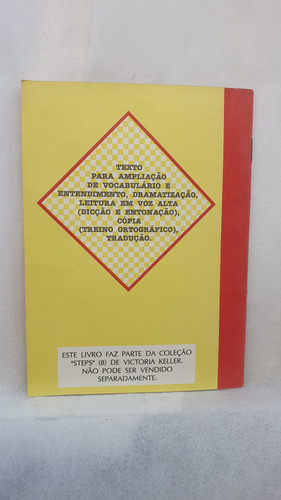 TEXTO
PARA AMPLIAÇÃO
DE VOCABULÁRIO E
ENTENDIMENTO, DRAMATIZAÇÃO,
LEITURA EM VOZ ALTA
(DICÇÃO E ENTONAÇÃO),
CÓPIA
(TREINO ORTOGRÁFICO),
TRADUÇÃO.
ESTE LIVRO FAZ PARTE DA COLEÇÃO
"STEPS" (8) DE VICTORIA KELLER.
NÃO PODE SER VENDIDO
SEPARADAMENTE.